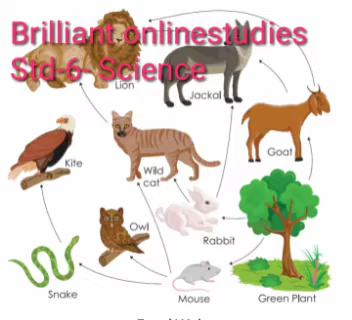 Brilliant onlinestudies
Std-6- Science
Lion
Jackal
Goat
Kite
Wild
cat
Owl
Rabbit
Snake
Mouse
Green Plant